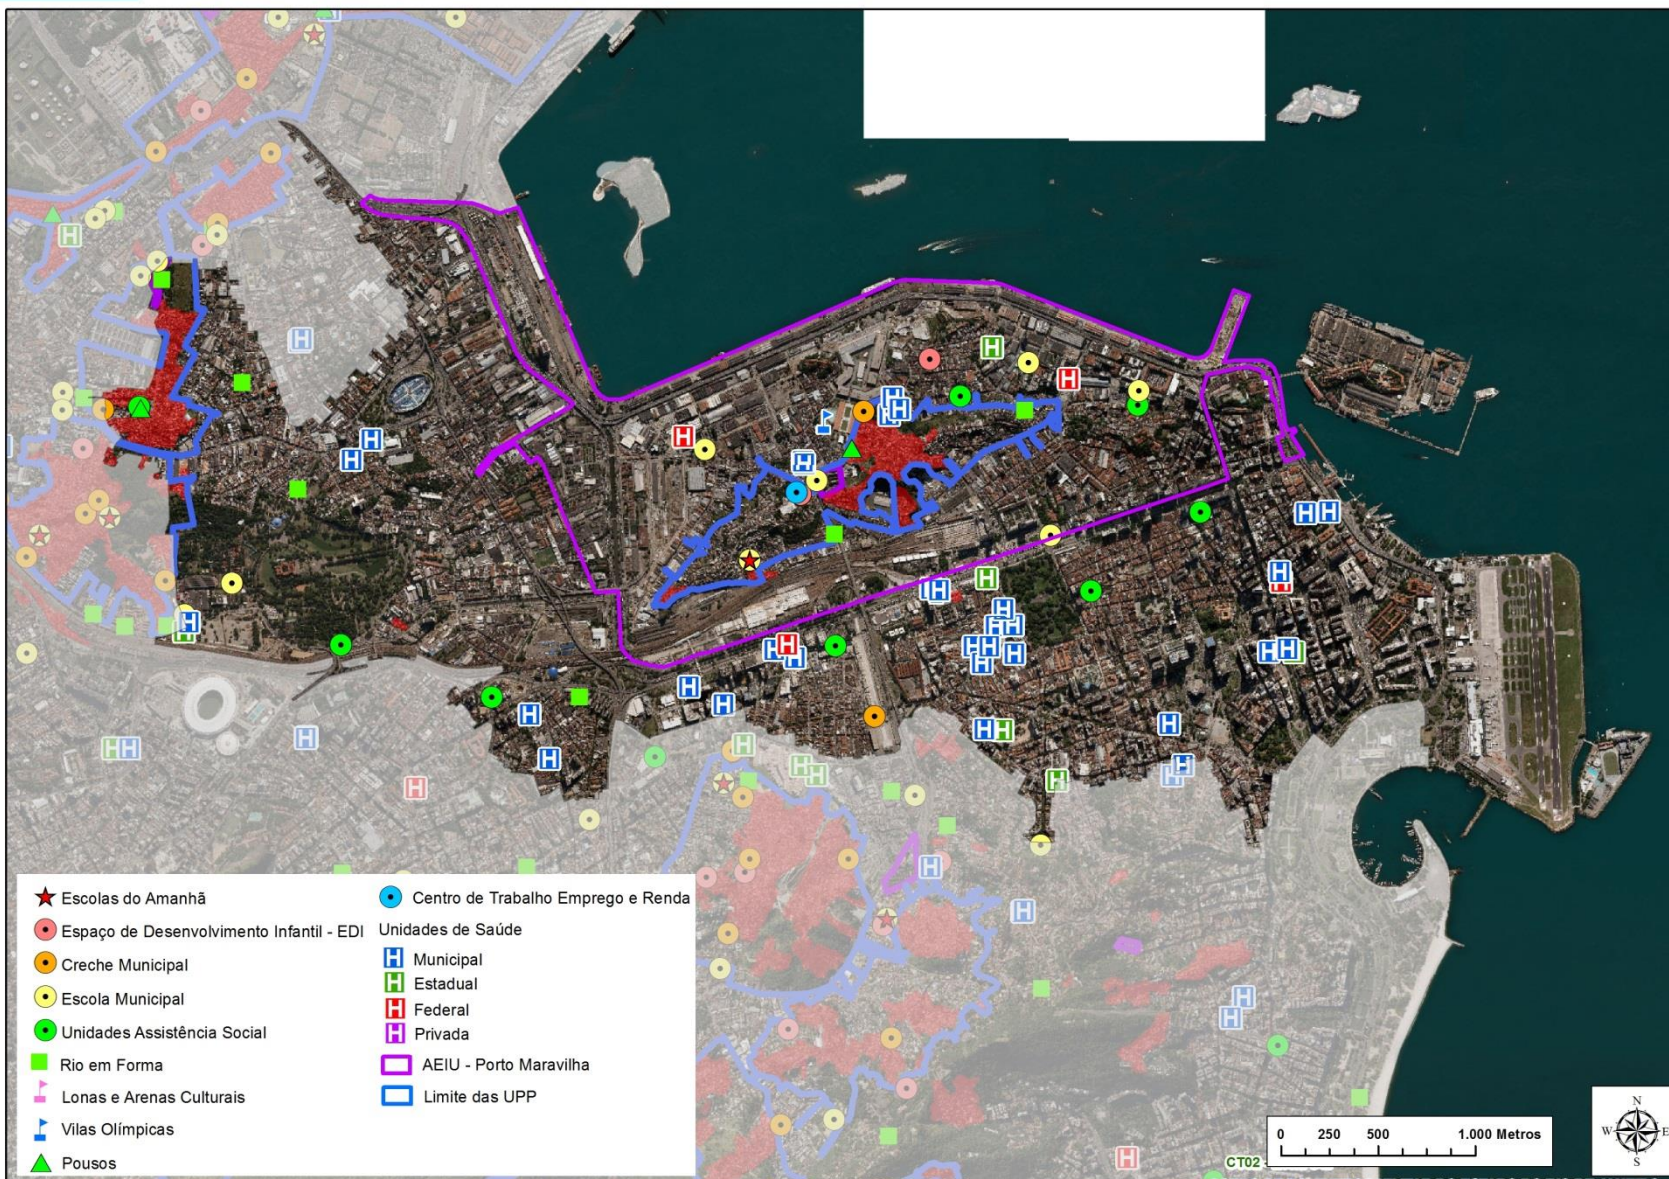 Escolas do Amanhã
Espaço de Desenvolvimento Infantil - EDI
Creche Municipal
Escola Municipal
Unidades Assistência Social
Rio em Forma
Lonas e Arenas Culturais
Vilas Olímpicas
Pousos
Centro de Trabalho Emprego e Renda
Unidades de Saúde
H Municipal
H Estadual
H Federal
H Privada
AEIU - Porto Maravilha
Limite das UPP
0 250 500 1.000 Metros
CT02
N
W E
S